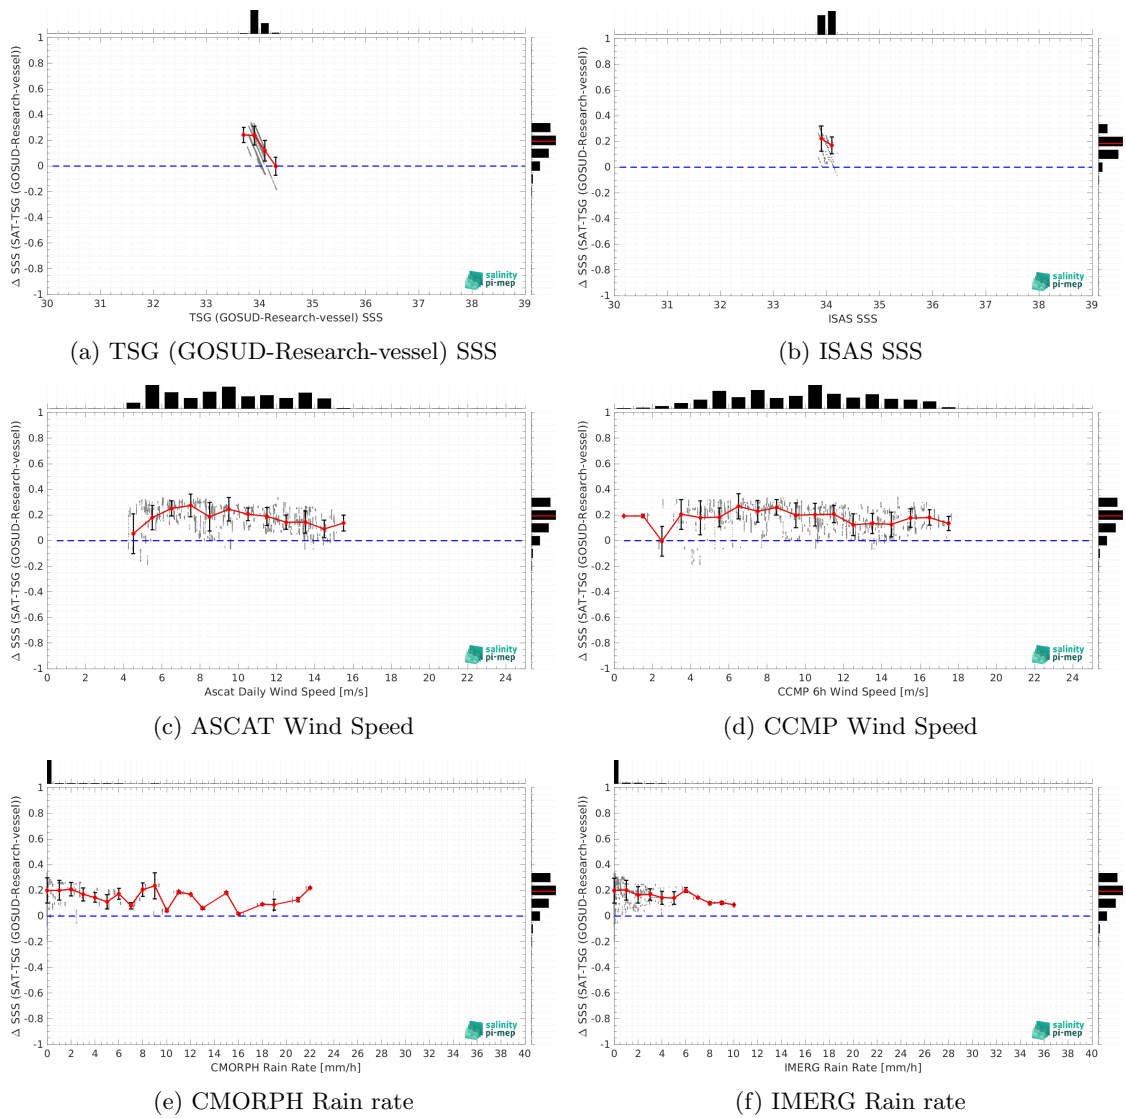 1
0.8
0.6
0.4
0.2
0
-0.2
-0.4
-0.6
-0.8
-1
Δ SSS (SAT-TSG (GOSUD-Research-vessel))
salinity
pi-mep
30 31 32 33 34 35 36 37 38 39
TSG (GOSUD-Research-vessel) SSS
(a) TSG (GOSUD-Research-vessel) SSS
1
0.8
0.6
0.4
0.2
0
-0.2
-0.4
-0.6
-0.8
-1
Δ SSS (SAT-TSG (GOSUD-Research-vessel))
salinity
pi-mep
30 31 32 33 34 35 36 37 38 39
ISAS SSS
(b) ISAS SSS
1
0.8
0.6
0.4
0.2
0
-0.2
-0.4
-0.6
-0.8
-1
Δ SSS (SAT-TSG (GOSUD-Research-vessel))
salinity
pi-mep
0 2 4 6 8 10 12 14 16 18 20 22 24
Ascat Daily Wind Speed [m/s]
(c) ASCAT Wind Speed
1
0.8
0.6
0.4
0.2
0
-0.2
-0.4
-0.6
-0.8
-1
Δ SSS (SAT-TSG (GOSUD-Research-vessel))
salinity
pi-mep
0 2 4 6 8 10 12 14 16 18 20 22 24
CCMP 6h Wind Speed [m/s]
(d) CCMP Wind Speed
1
0.8
0.6
0.4
0.2
0
-0.2
-0.4
-0.6
-0.8
-1
Δ SSS (SAT-TSG (GOSUD-Research-vessel))
salinity
pi-mep
0 2 4 6 8 10 12 14 16 18 20 22 24 26 28 30 32 34 36 38 40
CMORPH Rain Rate [mm/h]
(e) CMORPH Rain rate
1
0.8
0.6
0.4
0.2
0
-0.2
-0.4
-0.6
-0.8
-1
Δ SSS (SAT-TSG (GOSUD-Research-vessel))
salinity
pi-mep
0 2 4 6 8 10 12 14 16 18 20 22 24 26 28 30 32 34 36 38 40
IMERG Rain Rate [mm/h]
(f) IMERG Rain rate